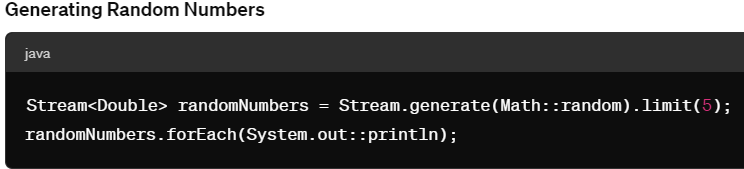 Generating Random Numbers
java
Stream<Double> randomNumbers = Stream.generate(Math::random).limit(5);
randomNumbers.forEach(System.out::println);